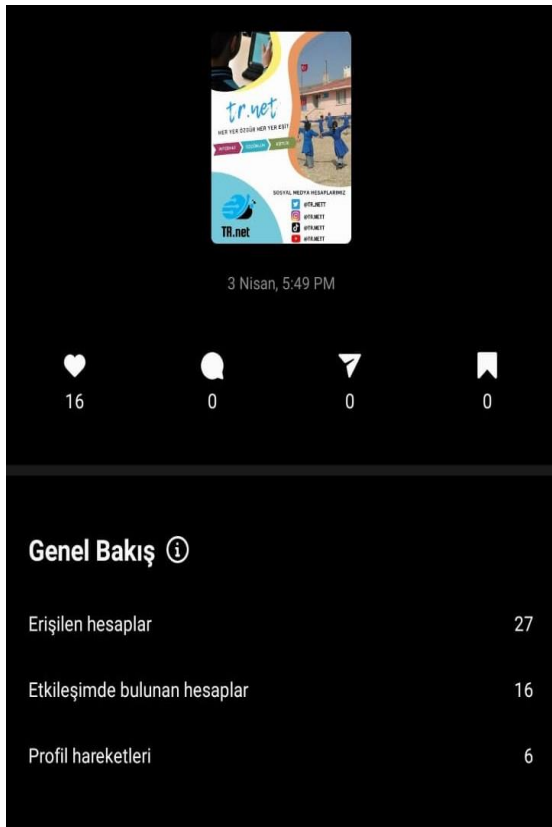 tr.net
HER YER ÖZGÜR HER YER EŞİT
SOSYAL MEDYA HESAPLARIMIZ
@TR.NETT
@TR.NETT
@TR.NETT
@TR.NETT
TR.net
3 Nisan, 5:49 PM
16 0 0 0
Genel Bakış
Erişilen hesaplar 27
Etkileşimde bulunan hesaplar 16
Profil hareketleri 6